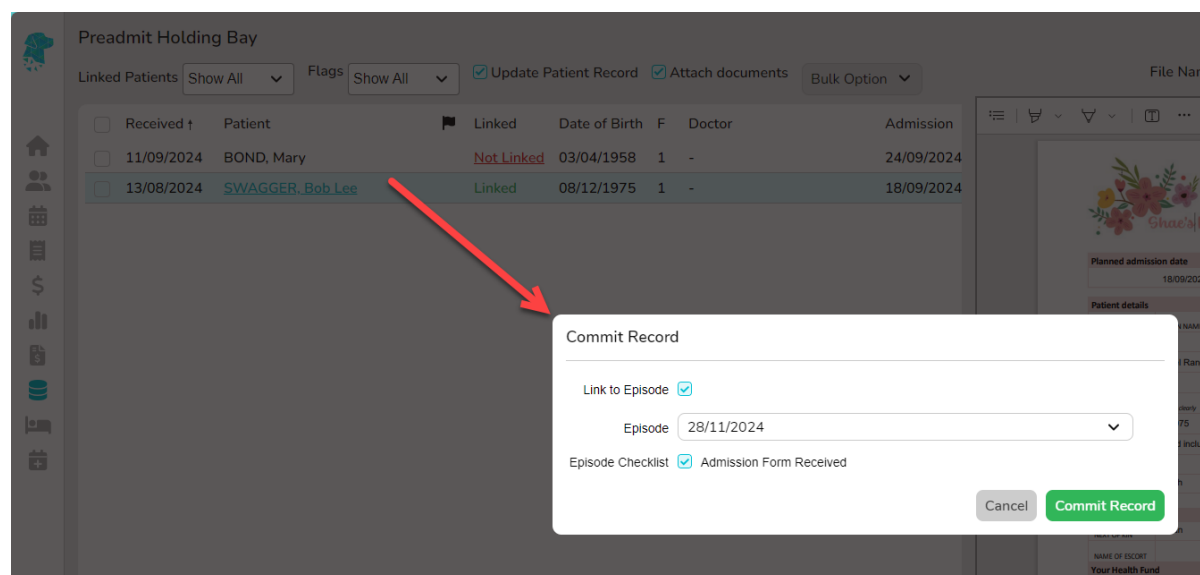 Preadmit Holding Bay
Linked Patients Show All Flags Show All Update Patient Record Attach documents Bulk Option File Nar
Received ↑ Patient Linked Date of Birth F Doctor Admission
11/09/2024 BOND, Mary Not Linked 03/04/1958 1 - 24/09/2024
13/08/2024 SWAGGER, Bob Lee Linked 08/12/1975 1 - 18/09/2024
Shae's
Planned admission date
18/09/202
Patient details
Commit Record
Link to Episode
Episode 28/11/2024
Episode Checklist Admission Form Received
Cancel Commit Record
NAME OF ESCORT
Your Health Fund